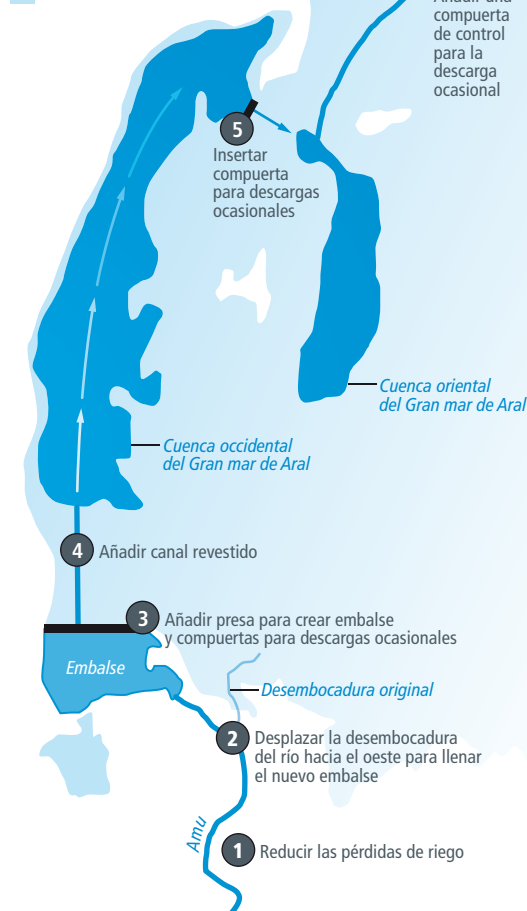 Añadir una
compuerta
de control
para la
descarga
ocasional
5
Insertar
compuerta
para descargas
ocasionales
Cuenca oriental
del Gran mar de Aral
Cuenca occidental
del Gran mar de Aral
4 Añadir canal revestido
3 Añadir presa para crear embalse
y compuertas para descargas ocasionales
Embalse
Desembocadura original
2 Desplazar la desembocadura
del río hacia el oeste para llenar
el nuevo embalse
Amu
1 Reducir las pérdidas de riego